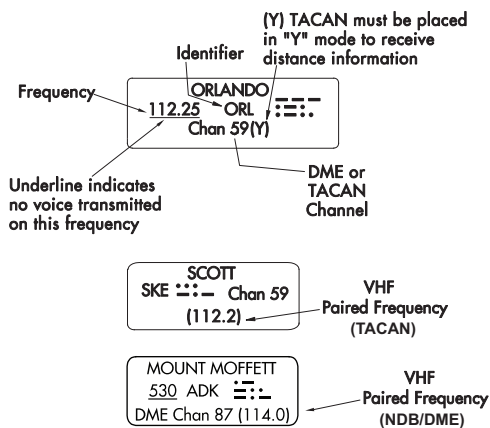 (Y) TACAN must be placed
in "Y" mode to receive
distance information
Identifier
Frequency
ORLANDO
112.25 ORL
Chan 59(Y)
Underline indicates
no voice transmitted
on this frequency
DME or
TACAN
Channel
SCOTT
SKE Chan 59
(112.2)
VHF
Paired Frequency
(TACAN)
MOUNT MOFFETT
530 ADK
DME Chan 87 (114.0)
VHF
Paired Frequency
(NDB/DME)